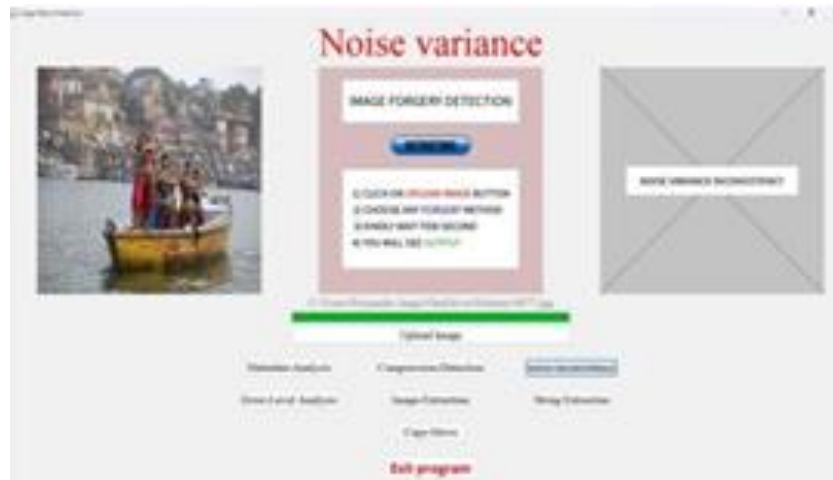 Noise variance
IMAGE FORGERY DETECTION
1) CLICK ON UPLOAD IMAGE BUTTON
2) CHOOSE ANY FORGERY METHOD
3) KINDLY WAIT FEW SECOND
4) YOU WILL SEE OUTPUT
NOISE VARIANCE INCONSISTENCY
Upload Image
Metadata Analysis
Compression Detection
Error Level Analysis
Image Extraction
String Extraction
Copy-Move
Exit program